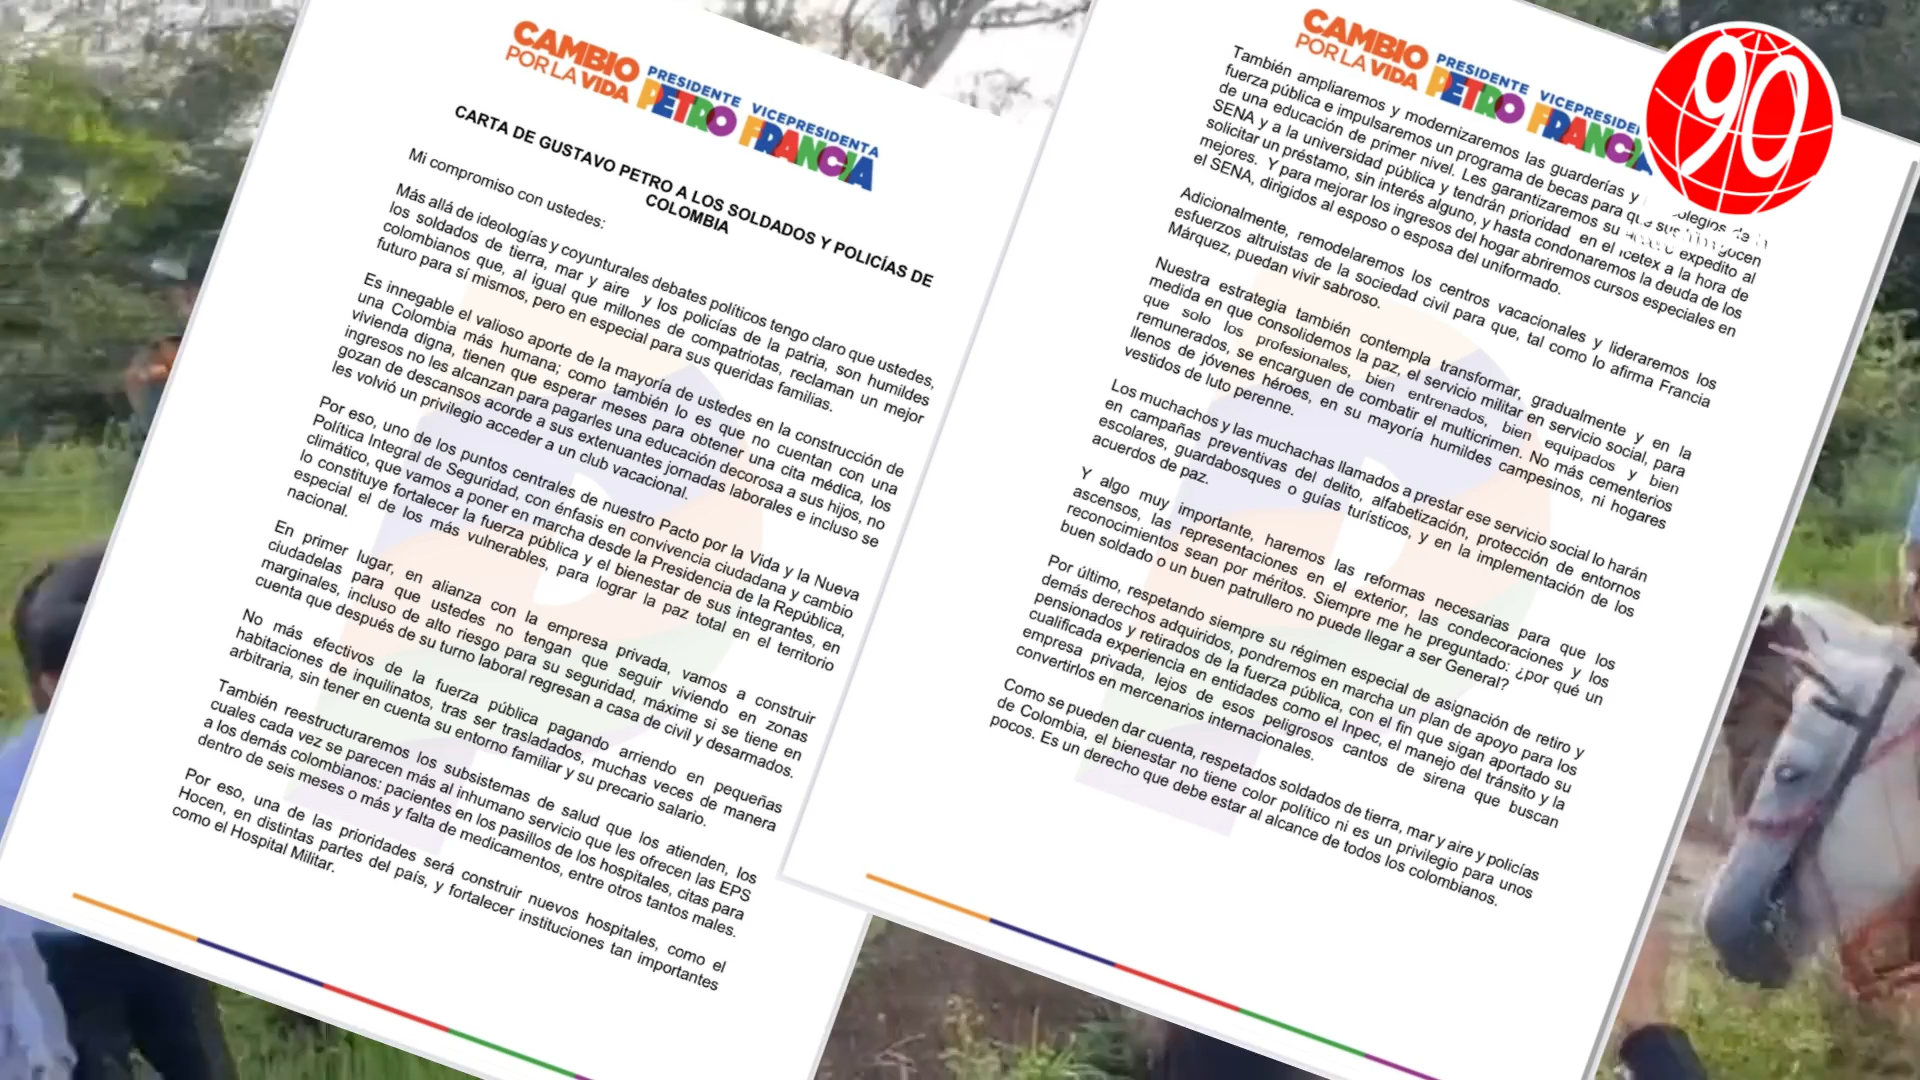 CAMBIO
POR LA VIDA
PRESIDENTE
PETRO
VICEPRESIDENTA
FRANCIA
CARTA DE GUSTAVO PETRO A LOS SOLDADOS Y POLICÍAS DE
COLOMBIA
Mi compromiso con ustedes:
Más allá de ideologías y coyunturales debates políticos tengo claro que ustedes,
los soldados de tierra, mar y aire y los policías de la patria, son humildes
colombianos que, al igual que millones de compatriotas, reclaman un mejor
futuro para sí mismos, pero en especial para sus queridas familias.
Es innegable el valioso aporte de la mayoría de ustedes en la construcción de
una Colombia más humana; como también lo es que no cuentan con una
vivienda digna, tienen que esperar meses para obtener una cita médica, los
ingresos no les alcanzan para pagarles una educación decorosa a sus hijos, no
gozan de descansos acorde a sus extenuantes jornadas laborales e incluso se
les volvió un privilegio acceder a un club vacacional.
Por eso, uno de los puntos centrales de nuestro Pacto por la Vida y la Nueva
Política Integral de Seguridad, con énfasis en convivencia ciudadana y cambio
climático, que vamos a poner en marcha desde la Presidencia de la República,
lo constituye fortalecer la fuerza pública y el bienestar de sus integrantes, en
especial el de los más vulnerables, para lograr la paz total en el territorio
nacional.
En primer lugar, en alianza con la empresa privada, vamos a construir
ciudadelas para que ustedes no tengan que seguir viviendo en zonas
marginales, incluso de alto riesgo para su seguridad, máxime si se tiene en
cuenta que después de su turno laboral regresan a casa de civil y desarmados.
No más efectivos de la fuerza pública pagando arriendo en pequeñas
habitaciones de inquilinatos, tras ser trasladados, muchas veces de manera
arbitraria, sin tener en cuenta su entorno familiar y su precario salario.
También reestructuraremos los subsistemas de salud que los atienden, los
cuales cada vez se parecen más al inhumano servicio que les ofrecen las EPS
a los demás colombianos: pacientes en los pasillos de los hospitales, citas para
dentro de seis meses o más y falta de medicamentos, entre otros tantos males.
Por eso, una de las prioridades será construir nuevos hospitales, como el
Hocen, en distintas partes del país, y fortalecer instituciones tan importantes
como el Hospital Militar.
CAMBIO
POR LA VIDA
PRESIDENTE
PETRO
VICEPRESIDEN
FRANCIA
90
También ampliaremos y modernizaremos las guarderías y colegios de la
fuerza pública e impulsaremos un programa de becas para que sus gocen
de una educación de primer nivel. Les garantizaremos su expedito al
SENA y a la universidad pública y tendrán prioridad en el Icetex a la hora de
solicitar un préstamo, sin interés alguno, y hasta condonaremos la deuda de los
mejores. Y para mejorar los ingresos del hogar abriremos cursos especiales en
el SENA, dirigidos al esposo o esposa del uniformado.
Adicionalmente, remodelaremos los centros vacacionales y lideraremos los
esfuerzos altruistas de la sociedad civil para que, tal como lo afirma Francia
Márquez, puedan vivir sabroso.
Nuestra estrategia también contempla transformar, gradualmente y en la
medida en que consolidemos la paz, el servicio militar en servicio social, para
que solo los profesionales, bien entrenados, bien equipados y bien
remunerados, se encarguen de combatir el multicrimen. No más cementerios
llenos de jóvenes héroes, en su mayoría humildes campesinos, ni hogares
vestidos de luto perenne.
Los muchachos y las muchachas llamados a prestar ese servicio social lo harán
en campañas preventivas del delito, alfabetización, protección de entornos
escolares, guardabosques o guías turísticos, y en la implementación de los
acuerdos de paz.
Y algo muy importante, haremos las reformas necesarias para que los
ascensos, las representaciones en el exterior, las condecoraciones y los
reconocimientos sean por méritos. Siempre me he preguntado: ¿por qué un
buen soldado o un buen patrullero no puede llegar a ser General?
Por último, respetando siempre su régimen especial de asignación de retiro y
demás derechos adquiridos, pondremos en marcha un plan de apoyo para los
pensionados y retirados de la fuerza pública, con el fin que sigan aportado su
cualificada experiencia en entidades como el Inpec, el manejo del tránsito y la
empresa privada, lejos de esos peligrosos cantos de sirena que buscan
convertirlos en mercenarios internacionales.
Como se pueden dar cuenta, respetados soldados de tierra, mar y aire y policías
de Colombia, el bienestar no tiene color político ni es un privilegio para unos
pocos. Es un derecho que debe estar al alcance de todos los colombianos.